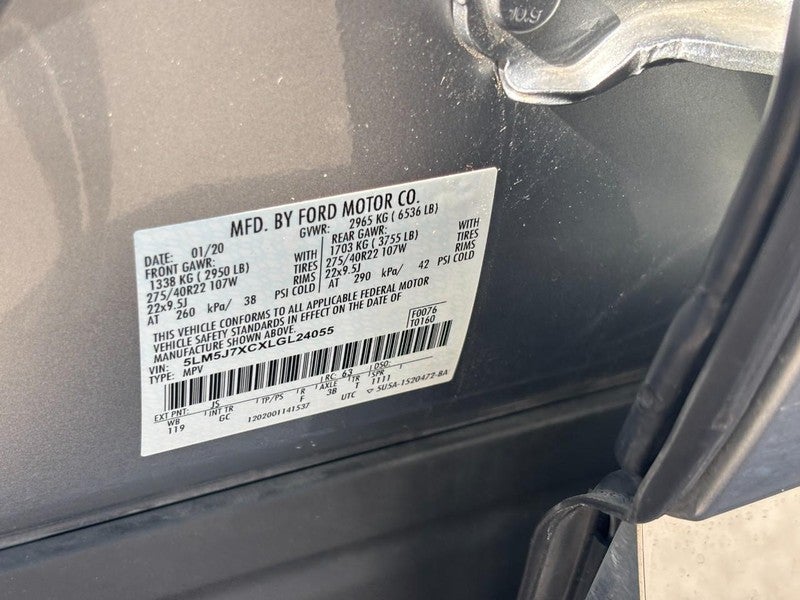 10.9
MFD. BY FORD MOTOR CO.
DATE: 01/20 GVWR: 2965 KG ( 6536 LB)
FRONT GAWR: WITH REAR GAWR: WITH
1338 KG ( 2950 LB) TIRES 1703 KG ( 3755 LB) TIRES
275/40R22 107W RIMS 275/40R22 107W RIMS
22x9.5J 22x9.5J
AT 260 kPa/ 38 PSI COLD AT 290 kPa/ 42 PSI COLD
THIS VEHICLE CONFORMS TO ALL APPLICABLE FEDERAL MOTOR
VEHICLE SAFETY STANDARDS IN EFFECT ON THE DATE OF
MANUFACTURE SHOWN ABOVE.
VIN: 5LM5J7XCXLGL24055 F0076
TYPE: MPV T0160
EXT PNT: JS RC: 63 DSO:
WB INT TR TP/PS R AXLE TR SPR
119 GC F 3B T 1111
1202001141537 UTC ▽ 5U5A-1520472-BA